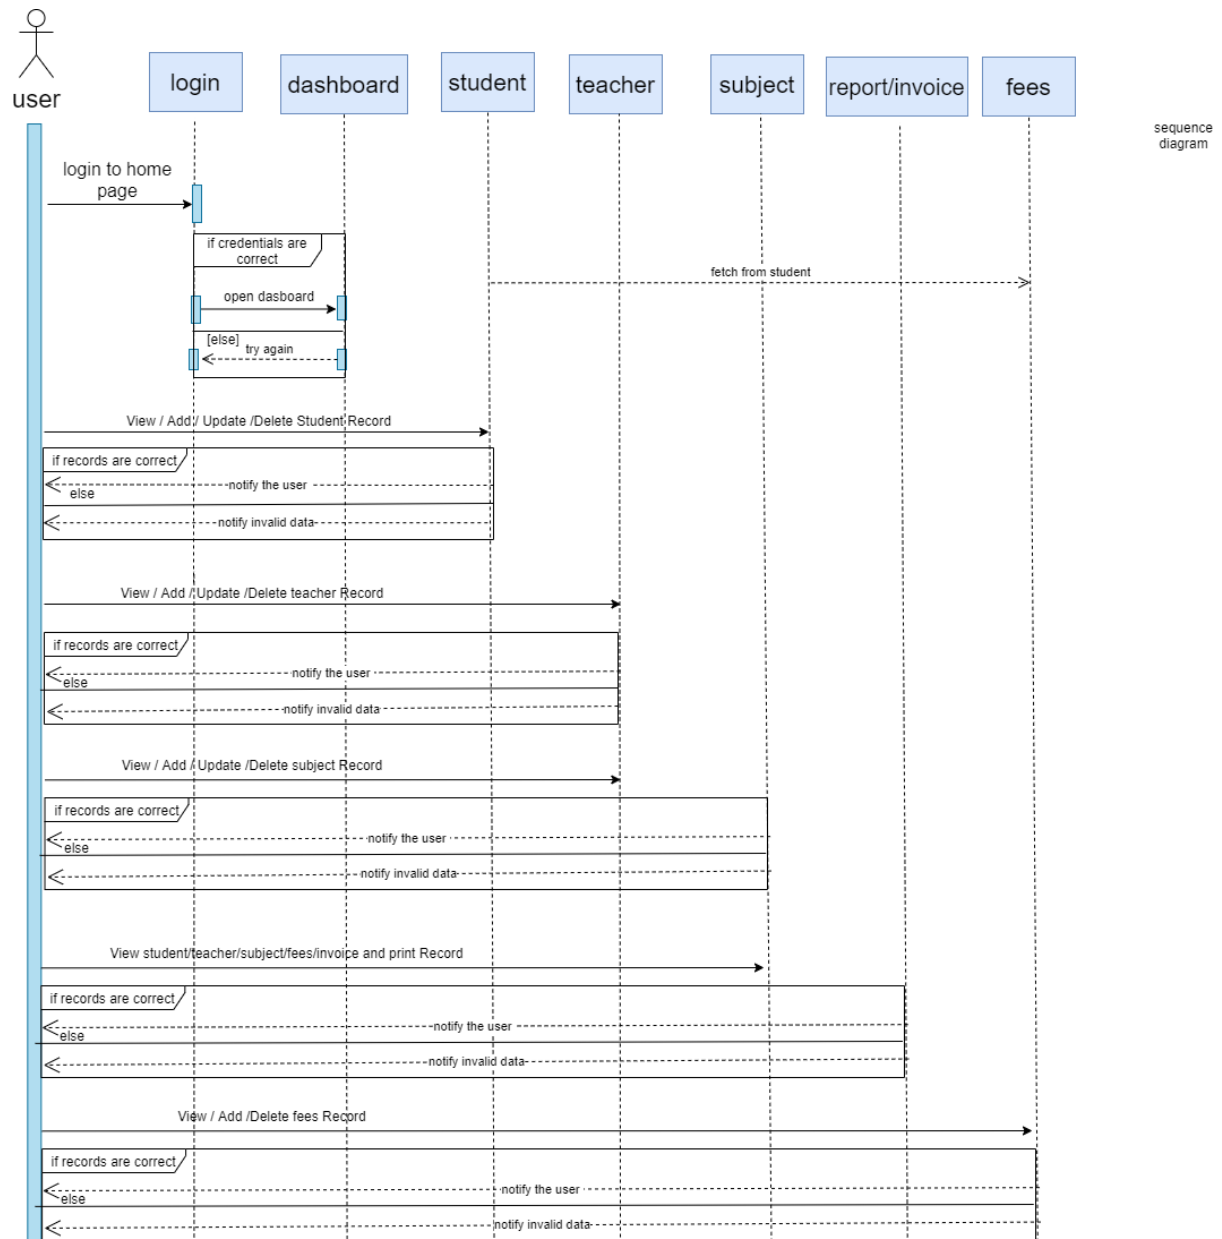 user
login
dashboard
student
teacher
subject
report/invoice
fees
sequence
diagram
login to home
page
if credentials are
correct
fetch from student
open dasboard
[else]
try again
View / Add / Update /Delete Student Record
if records are correct
notify the user
else
notify invalid data
View / Add / Update /Delete teacher Record
if records are correct
notify the user
else
notify invalid data
View / Add / Update /Delete subject Record
if records are correct
notify the user
else
notify invalid data
View student/teacher/subject/fees/invoice and print Record
if records are correct
notify the user
else
notify invalid data
View / Add /Delete fees Record
if records are correct
notify the user
else
notify invalid data